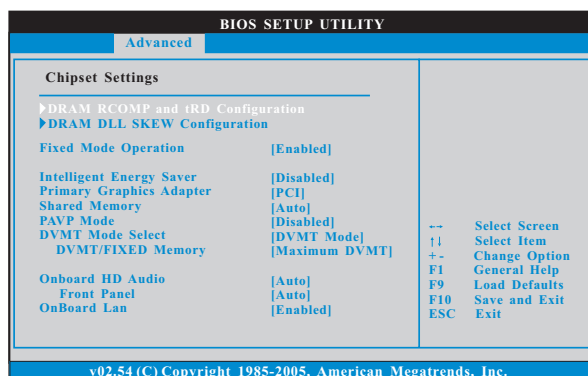 BIOS SETUP UTILITY
Advanced
Chipset Settings
DRAM RCOMP and tRD Configuration
DRAM DLL SKEW Configuration
Fixed Mode Operation [Enabled]
Intelligent Energy Saver [Disabled]
Primary Graphics Adapter [PCI]
Shared Memory [Auto]
PAVP Mode [Disabled]
DVMT Mode Select [DVMT Mode]
DVMT/FIXED Memory [Maximum DVMT]
Onboard HD Audio [Auto]
Front Panel [Auto]
OnBoard Lan [Enabled]
←→ Select Screen
↑↓ Select Item
+ - Change Option
F1 General Help
F9 Load Defaults
F10 Save and Exit
ESC Exit
v02.54 (C) Copyright 1985-2005, American Megatrends, Inc.